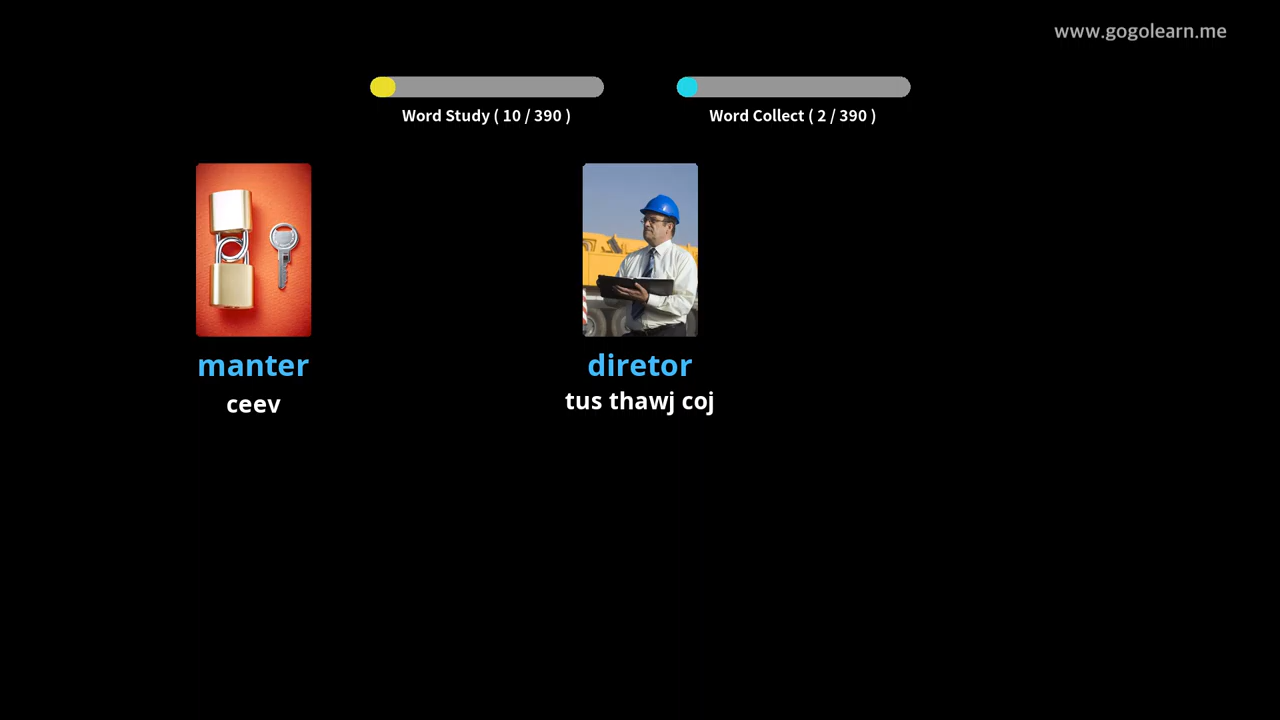 www.gogolearn.me
Word Study ( 10 / 390 )
Word Collect ( 2 / 390 )
manter
ceev
diretor
tus thawj coj